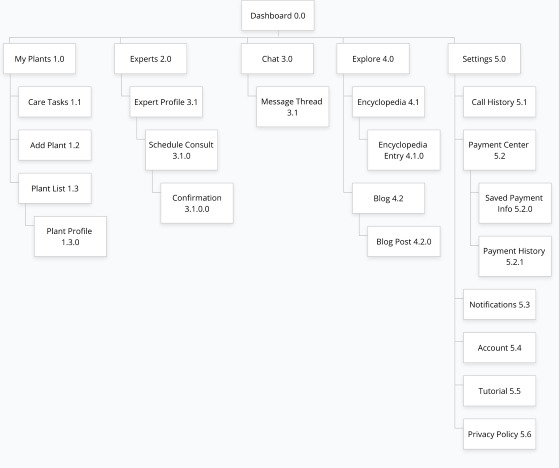 Dashboard 0.0
My Plants 1.0
Care Tasks 1.1
Add Plant 1.2
Plant List 1.3
Plant Profile
1.3.0
Experts 2.0
Expert Profile 3.1
Schedule Consult
3.1.0
Confirmation
3.1.0.0
Chat 3.0
Message Thread
3.1
Explore 4.0
Encyclopedia 4.1
Encyclopedia
Entry 4.1.0
Blog 4.2
Blog Post 4.2.0
Settings 5.0
Call History 5.1
Payment Center
5.2
Saved Payment
Info 5.2.0
Payment History
5.2.1
Notifications 5.3
Account 5.4
Tutorial 5.5
Privacy Policy 5.6